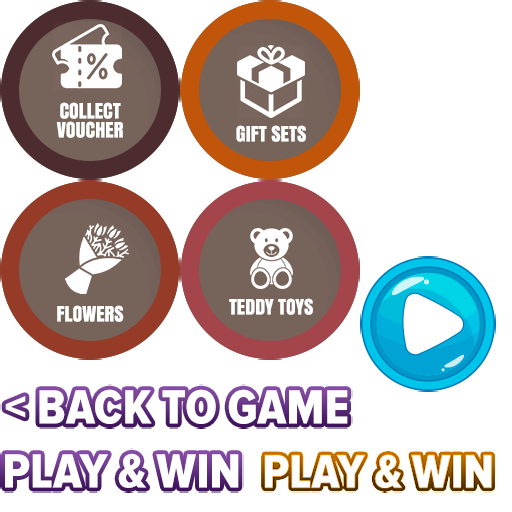 %
COLLECT
VOUCHER
GIFT SETS
FLOWERS
TEDDY TOYS
< BACK TO GAME
PLAY & WIN
PLAY & WIN